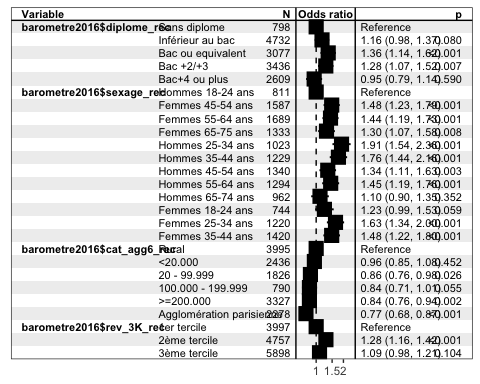 Variable N Odds ratio p
barometre2016$diplome_rec Sans diplome 798 Reference
Inférieur au bac 4732 1.16 (0.98, 1.37) 0.080
Bac ou equivalent 3077 1.36 (1.14, 1.62) <0.001
Bac +2/+3 3436 1.28 (1.07, 1.52) 0.007
Bac+4 ou plus 2609 0.95 (0.79, 1.14) 0.590
barometre2016$sexage_rec Hommes 18-24 ans 811 Reference
Femmes 45-54 ans 1587 1.48 (1.23, 1.79) <0.001
Femmes 55-64 ans 1689 1.44 (1.19, 1.73) <0.001
Femmes 65-75 ans 1333 1.30 (1.07, 1.58) 0.008
Hommes 25-34 ans 1023 1.91 (1.54, 2.36) <0.001
Hommes 35-44 ans 1229 1.76 (1.44, 2.16) <0.001
Hommes 45-54 ans 1340 1.34 (1.11, 1.63) 0.003
Hommes 55-64 ans 1294 1.45 (1.19, 1.76) <0.001
Hommes 65-74 ans 962 1.10 (0.90, 1.35) 0.352
Femmes 18-24 ans 744 1.23 (0.99, 1.53) 0.059
Femmes 25-34 ans 1220 1.63 (1.34, 2.00) <0.001
Femmes 35-44 ans 1420 1.48 (1.22, 1.80) <0.001
barometre2016$cat_agg6_rec Rural 3995 Reference
<20.000 2436 0.96 (0.85, 1.08) 0.452
20 - 99.999 1826 0.86 (0.76, 0.98) 0.026
100.000 - 199.999 790 0.84 (0.71, 1.01) 0.055
>=200.000 3327 0.84 (0.76, 0.94) 0.002
Agglomération parisienne 2278 0.77 (0.68, 0.87) <0.001
barometre2016$rev_3K_rec 1er tercile 3997 Reference
2ème tercile 4757 1.28 (1.16, 1.42) <0.001
3ème tercile 5898 1.09 (0.98, 1.21) 0.104
1 1.5 2